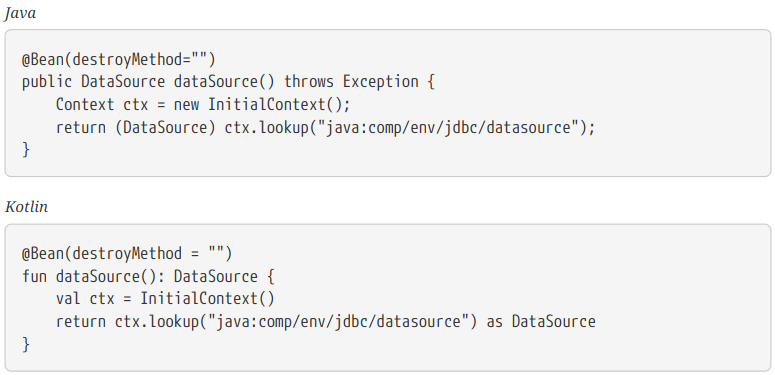 Java
@Bean(destroyMethod="")
public DataSource dataSource() throws Exception {
    Context ctx = new InitialContext();
    return (DataSource) ctx.lookup("java:comp/env/jdbc/datasource");
}
Kotlin
@Bean(destroyMethod = "")
fun dataSource(): DataSource {
    val ctx = InitialContext()
    return ctx.lookup("java:comp/env/jdbc/datasource") as DataSource
}